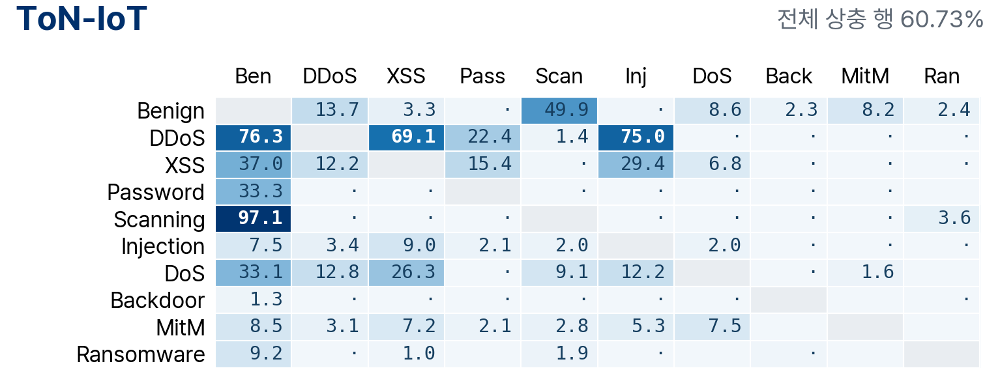 ToN-IoT 전체 상충 행 60.73%
Ben DDoS XSS Pass Scan Inj DoS Back MitM Ran
Benign 13.7 3.3 · 49.9 · 8.6 2.3 8.2 2.4
DDoS 76.3 69.1 22.4 1.4 75.0 · · · ·
XSS 37.0 12.2 15.4 · 29.4 6.8 · · ·
Password 33.3 · · · · · · ·
Scanning 97.1 · · · · · · · 3.6
Injection 7.5 3.4 9.0 2.1 2.0 2.0 · · ·
DoS 33.1 12.8 26.3 · 9.1 12.2 · 1.6
Backdoor 1.3 · · · · · · ·
MitM 8.5 3.1 7.2 2.1 2.8 5.3 7.5
Ransomware 9.2 · 1.0 1.9 · ·